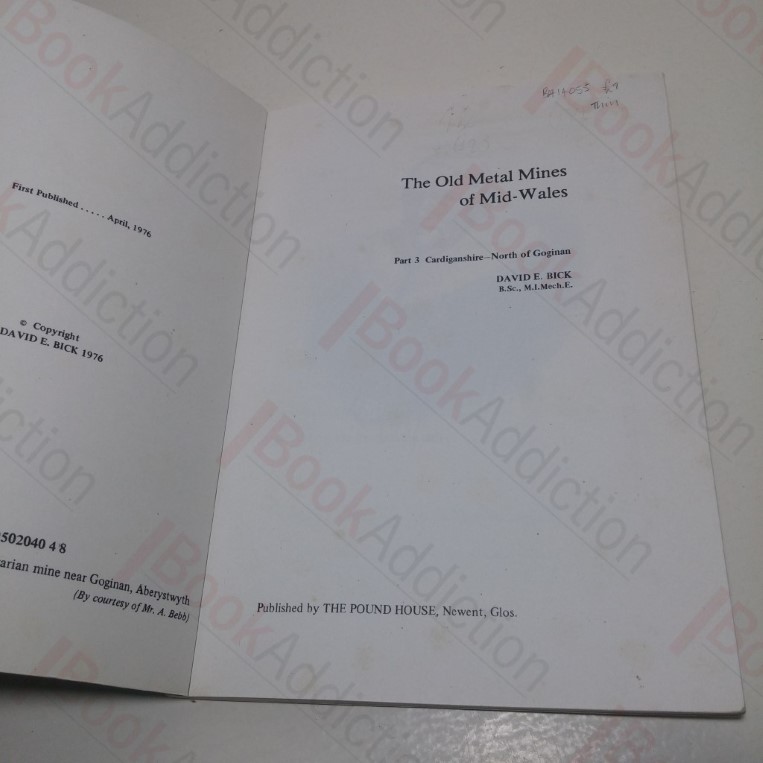 First Published . . . . . April, 1976
© Copyright
DAVID E. BICK 1976
502040 4 8
arian mine near Goginan, Aberystwyth
(By courtesy of Mr. A. Bebb)
£9
The Old Metal Mines
of Mid-Wales
Part 3 Cardiganshire—North of Goginan
DAVID E. BICK
B.Sc., M.I.Mech.E.
Published by THE POUND HOUSE, Newent, Glos.
BookAddiction